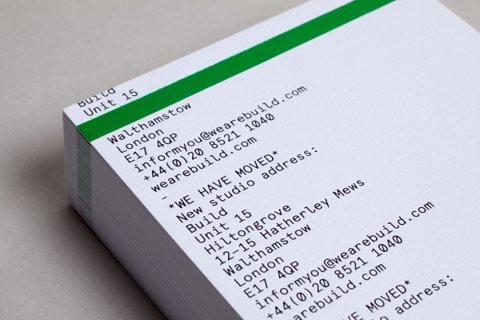 Build
Unit 15
Walthamstow
London
E17 4QP
informyou@wearebuild.com
+44(0)20 8521 1040
wearebuild.com
-
*WE HAVE MOVED*
New studio address:
Build
Unit 15
Hiltongrove
12–15 Hatherley Mews
Walthamstow
London
E17 4QP
informyou@wearebuild.com
+44(0)20 8521 1040
wearebuild.com
HAVE MOVED*
address: